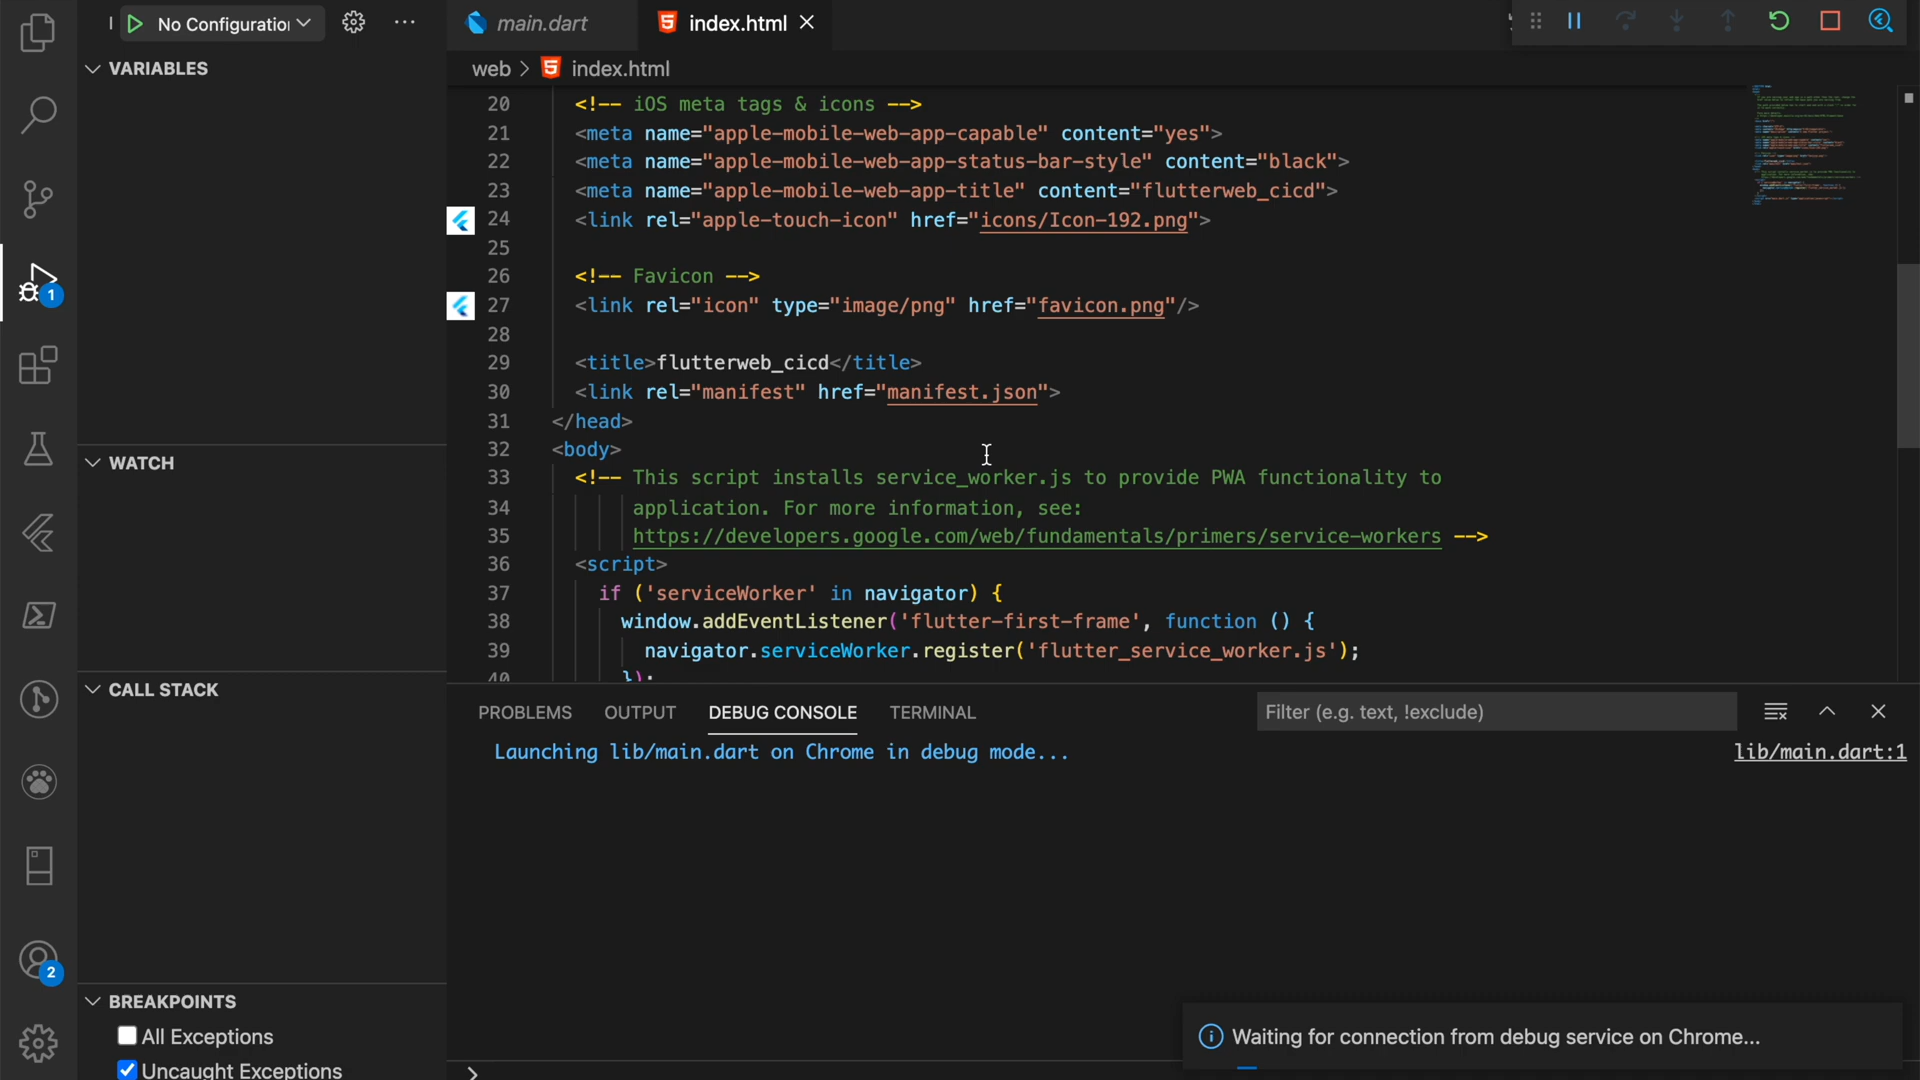 No Configuration
main.dart
index.html
VARIABLES
web > index.html
20 <!-- iOS meta tags & icons -->
21 <meta name="apple-mobile-web-app-capable" content="yes">
22 <meta name="apple-mobile-web-app-status-bar-style" content="black">
23 <meta name="apple-mobile-web-app-title" content="flutterweb_cicd">
24 <link rel="apple-touch-icon" href="icons/Icon-192.png">
25
26 <!-- Favicon -->
27 <link rel="icon" type="image/png" href="favicon.png"/>
28
29 <title>flutterweb_cicd</title>
30 <link rel="manifest" href="manifest.json">
31 </head>
32 <body>
33 <!-- This script installs service_worker.js to provide PWA functionality to
34 application. For more information, see:
35 https://developers.google.com/web/fundamentals/primers/service-workers -->
36 <script>
37 if ('serviceWorker' in navigator) {
38 window.addEventListener('flutter-first-frame', function () {
39 navigator.serviceWorker.register('flutter_service_worker.js');
40 });
1
WATCH
CALL STACK
PROBLEMS
OUTPUT
DEBUG CONSOLE
TERMINAL
Filter (e.g. text, !exclude)
Launching lib/main.dart on Chrome in debug mode...
lib/main.dart:1
2
BREAKPOINTS
All Exceptions
Uncaught Exceptions
Waiting for connection from debug service on Chrome...